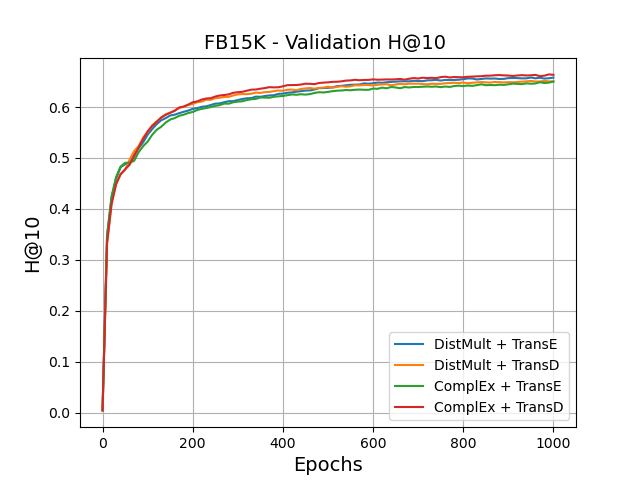 FB15K - Validation H@10
H@10
0.6
0.5
0.4
0.3
0.2
0.1
0.0
DistMult + TransE
DistMult + TransD
ComplEx + TransE
ComplEx + TransD
0 200 400 600 800 1000
Epochs